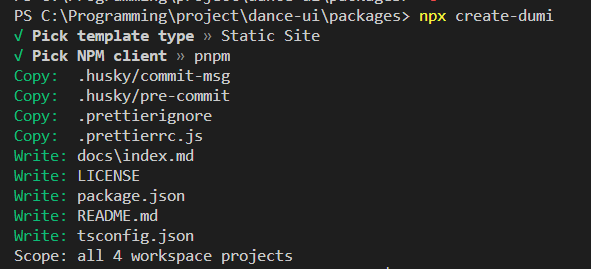 PS C:\Programming\project\dance-ui\packages> npx create-dumi
√ Pick template type » Static Site
√ Pick NPM client » pnpm
Copy:  .husky/commit-msg
Copy:  .husky/pre-commit
Copy:  .prettierignore
Copy:  .prettierrc.js
Write: docs\index.md
Write: LICENSE
Write: package.json
Write: README.md
Write: tsconfig.json
Scope: all 4 workspace projects